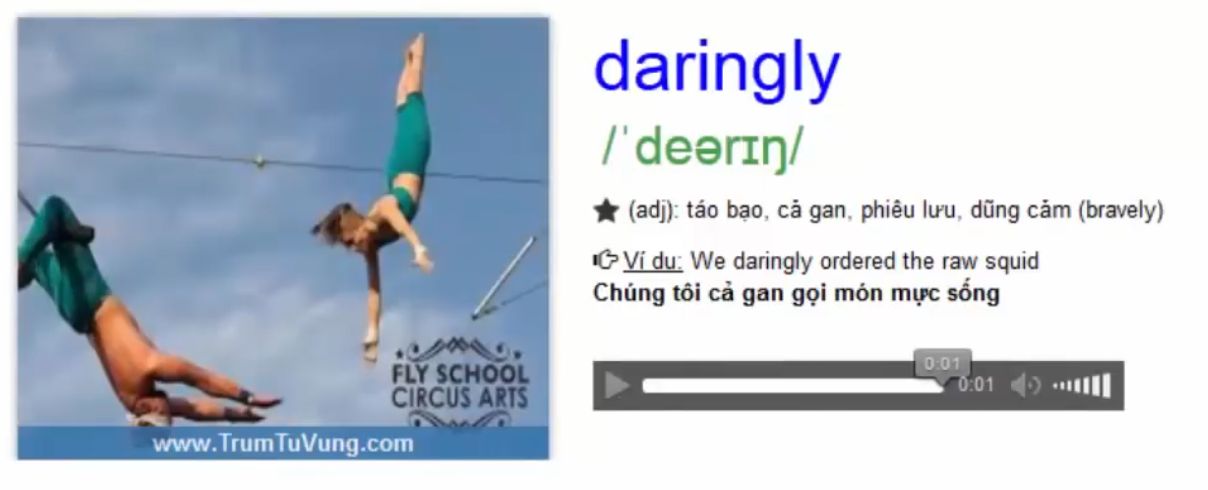 daringly
/ˈdeərɪŋ/
(adj): táo bạo, cả gan, phiêu lưu, dũng cảm (bravely)
Ví dụ: We daringly ordered the raw squid
Chúng tôi cả gan gọi món mực sống
0:01
0:01
FLY SCHOOL
CIRCUS ARTS
www.TrumTuVung.com